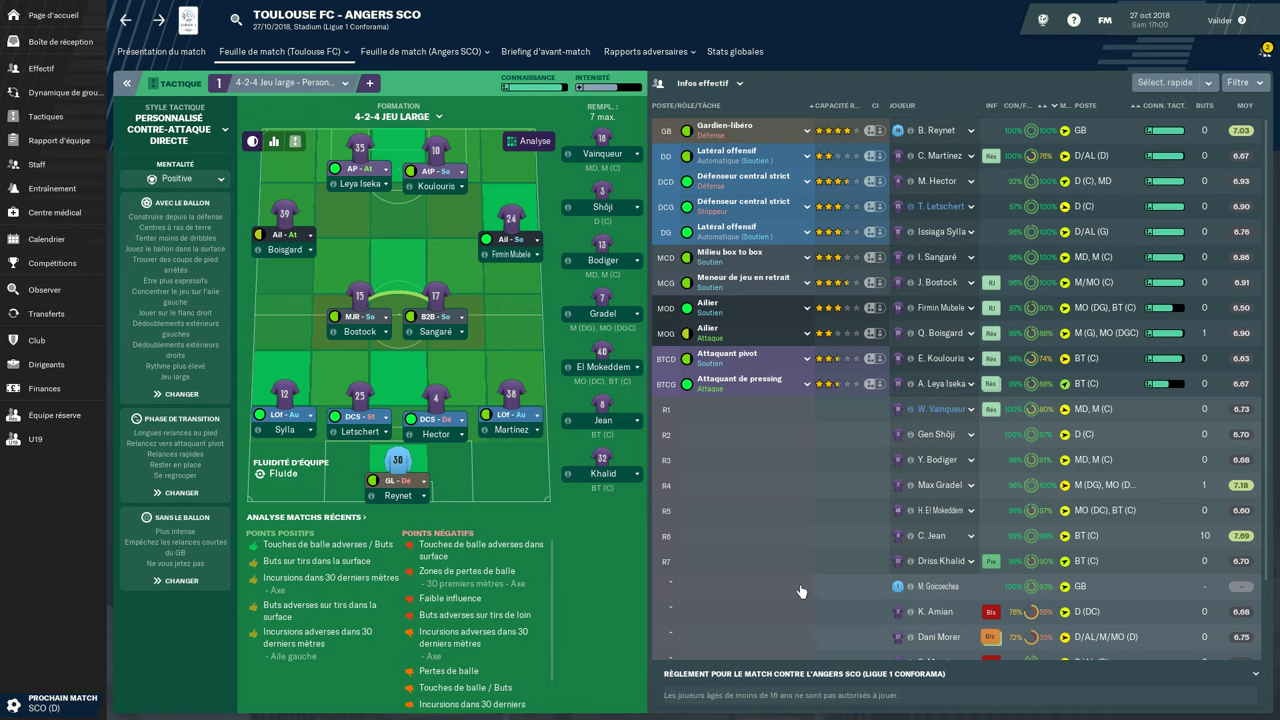 TOULOUSE FC - ANGERS SCO
27/10/2018, Stadium (Ligue 1 Conforama)
FM
27 oct 2018
Sam 17h00
Valider
Présentation du match
Feuille de match (Toulouse FC)
Feuille de match (Angers SCO)
Briefing d'avant-match
Rapports adversaires
Stats globales
2
Page d'accueil
Boîte de réception
Effectif
Dynamique de grou...
Rapport d'équipe
Staff
Entraînement
Centre médical
Calendrier
Compétitions
Observer
Transferts
Club
Dirigeants
Finances
Équipe réserve
U19
PROCHAIN MATCH
SCO (D)
TACTIQUE
1
4-2-4 Jeu large - Person...
CONNAISSANCE
INTENSITÉ
STYLE TACTIQUE
PERSONNALISÉ
CONTRE-ATTAQUE
DIRECTE
MENTALITÉ
Positive
AVEC LE BALLON
Construire depuis la défense
Centres à ras de terre
Tenter moins de dribbles
Jouez le ballon dans la surface
Trouver des coups de pied
arrêtés
Être plus expressifs
Concentrer le jeu sur l'aile
gauche
Jouer sur le flanc droit
Dédoublements extérieurs
gauches
Dédoublements extérieurs
droits
Rythme plus élevé
Jeu large
CHANGER
PHASE DE TRANSITION
Longues relances au pied
Relancez vers attaquant pivot
Relances rapides
Rester en place
Se regrouper
CHANGER
SANS LE BALLON
Plus intense
Empêchez les relances courtes
du GB
Ne vous jetez pas
CHANGER
FORMATION
4-2-4 JEU LARGE
Analyse
35
AP - At
Leya Iseka
10
AtP - So
Koulouris
39
Ail - At
Boisgard
24
Ail - So
Firmin Mubele
15
MJR - So
Bostock
17
B2B - So
Sangaré
12
LOf - Au
Sylla
25
DCS - St
Letschert
4
DCS - Dé
Hector
38
LOf - Au
Martínez
30
GL - Dé
Reynet
FLUIDITÉ D'ÉQUIPE
Fluide
REMPL. :
7 max.
18
Vainqueur
MD, M (C)
3
Shōji
D (C)
13
Bodiger
MD, M (C)
7
Gradel
M (DG), MO (DGC)
40
El Mokeddem
MO (DC), BT (C)
8
Jean
BT (C)
32
Khalid
BT (C)
ANALYSE MATCHS RÉCENTS >
POINTS POSITIFS
Touches de balle adverses / Buts
Buts sur tirs dans la surface
Incursions dans 30 derniers mètres
- Axe
Buts adverses sur tirs dans la
surface
Incursions adverses dans 30
derniers mètres
- Aile gauche
POINTS NÉGATIFS
Touches de balle adverses dans
surface
Zones de pertes de balle
- 30 premiers mètres - Axe
Faible influence
Buts adverses sur tirs de loin
Incursions adverses dans 30
derniers mètres
- Axe
Pertes de balle
Touches de balle / Buts
Incursions dans 30 derniers
Infos effectif
Sélect. rapide
Filtre
POSTE/RÔLE/TÂCHE CAPACITÉ R... CI JOUEUR INF CON/F... M... POSTE CONN. TACT. BUTS MOY
GB Gardien-libéro Défense B. Reynet 100% 100% GB 0 7.03
DD Latéral offensif Automatique (Soutien ) C. Martínez Rés 100% 76% D/AL (D) 0 6.67
DCD Défenseur central strict Défense M. Hector 92% 100% D (C), MD 0 6.93
DCG Défenseur central strict Stoppeur T. Letschert 97% 100% D (C) 0 6.90
DG Latéral offensif Automatique (Soutien ) Issiaga Sylla 96% 100% D/AL (G) 0 6.76
MCD Milieu box to box Soutien I. Sangaré 96% 100% MD, M (C) 0 6.86
MCG Meneur de jeu en retrait Soutien J. Bostock RJ 96% 100% M/MO (C) 0 6.91
MOD Ailier Soutien Firmin Mubele RJ 97% 90% MO (DG), BT (C) 0 6.50
MOG Ailier Attaque Q. Boisgard Rés 99% 88% M (G), MO (DGC) 1 6.90
BTCD Attaquant pivot Soutien E. Koulouris Rés 98% 74% BT (C) 0 6.63
BTCG Attaquant de pressing Attaque A. Leya Iseka Rés 99% 88% BT (C) 0 6.67
R1 W. Vainqueur Rés 100% 80% MD, M (C) 0 6.73
R2 Gen Shōji 100% 97% D (C) 0 6.70
R3 Y. Bodiger 98% 91% MD, M (C) 0 6.68
R4 Max Gradel 96% 100% M (DG), MO (D... 1 7.18
R5 H. El Mokeddem 99% 87% MO (DC), BT (C) 0 6.60
R6 C. Jean 99% 99% BT (C) 10 7.69
R7 Driss Khalid Pré 99% 90% BT (C) 0 6.70
- M. Goicoechea 100% 93% GB - -
- K. Amian Bls 76% 55% D (DC) 0 6.68
- Dani Morer Bls 72% 35% D/AL/M/MO (D) 0 6.75
RÈGLEMENT POUR LE MATCH CONTRE L'ANGERS SCO (LIGUE 1 CONFORAMA)
Les joueurs âgés de moins de 16 ans ne sont pas autorisés à jouer.